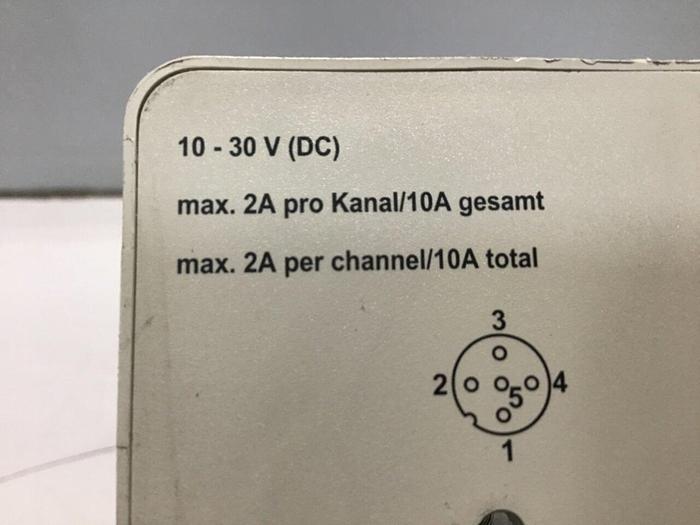 10 - 30 V (DC)
max. 2A pro Kanal/10A gesamt
max. 2A per channel/10A total
3
2 5 4
1